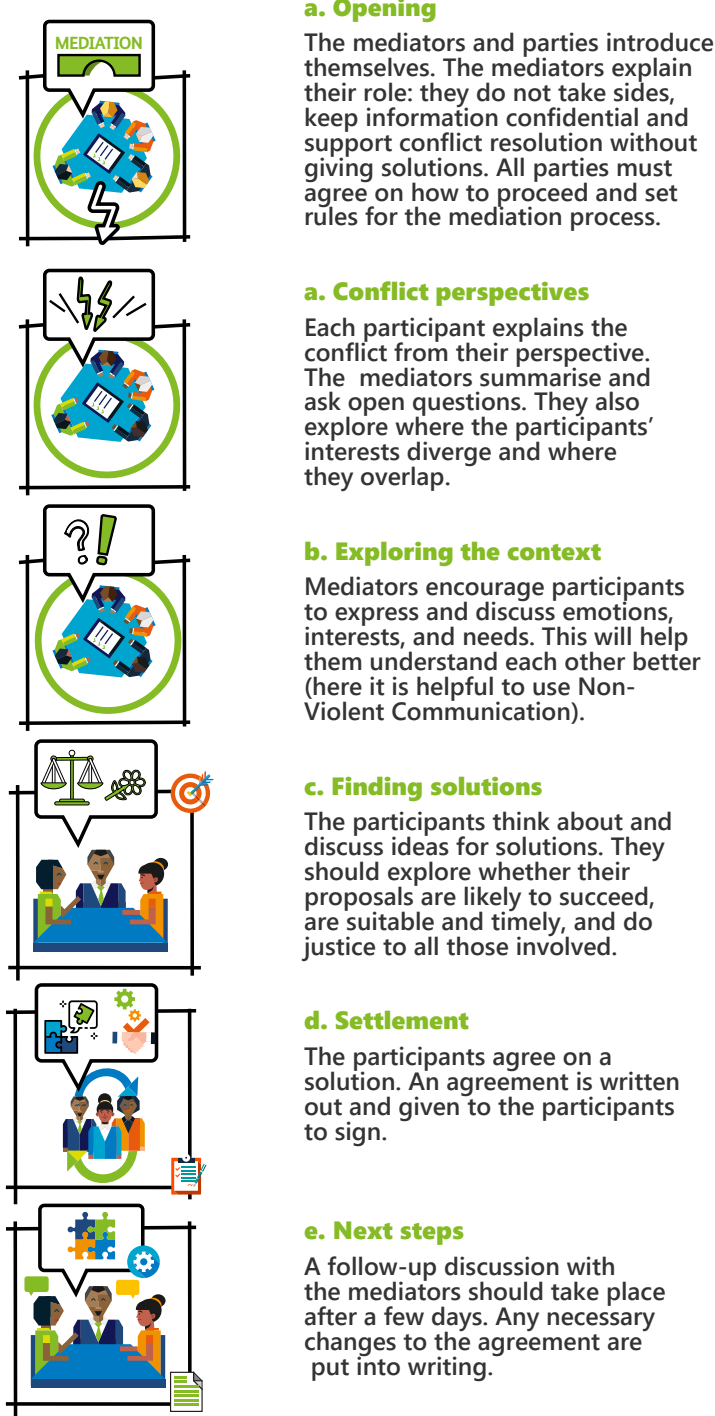 a. Opening
MEDIATION
The mediators and parties introduce
themselves. The mediators explain
their role: they do not take sides,
keep information confidential and
support conflict resolution without
giving solutions. All parties must
agree on how to proceed and set
rules for the mediation process.
a. Conflict perspectives
Each participant explains the
conflict from their perspective.
The  mediators summarise and
ask open questions. They also
explore where the participants’
interests diverge and where
they overlap.
?!
b. Exploring the context
Mediators encourage participants
to express and discuss emotions,
interests, and needs. This will help
them understand each other better
(here it is helpful to use Non-
Violent Communication).
c. Finding solutions
The participants think about and
discuss ideas for solutions. They
should explore whether their
proposals are likely to succeed,
are suitable and timely, and do
justice to all those involved.
d. Settlement
The participants agree on a
solution. An agreement is written
out and given to the participants
to sign.
e. Next steps
A follow-up discussion with
the mediators should take place
after a few days. Any necessary
changes to the agreement are
put into writing.